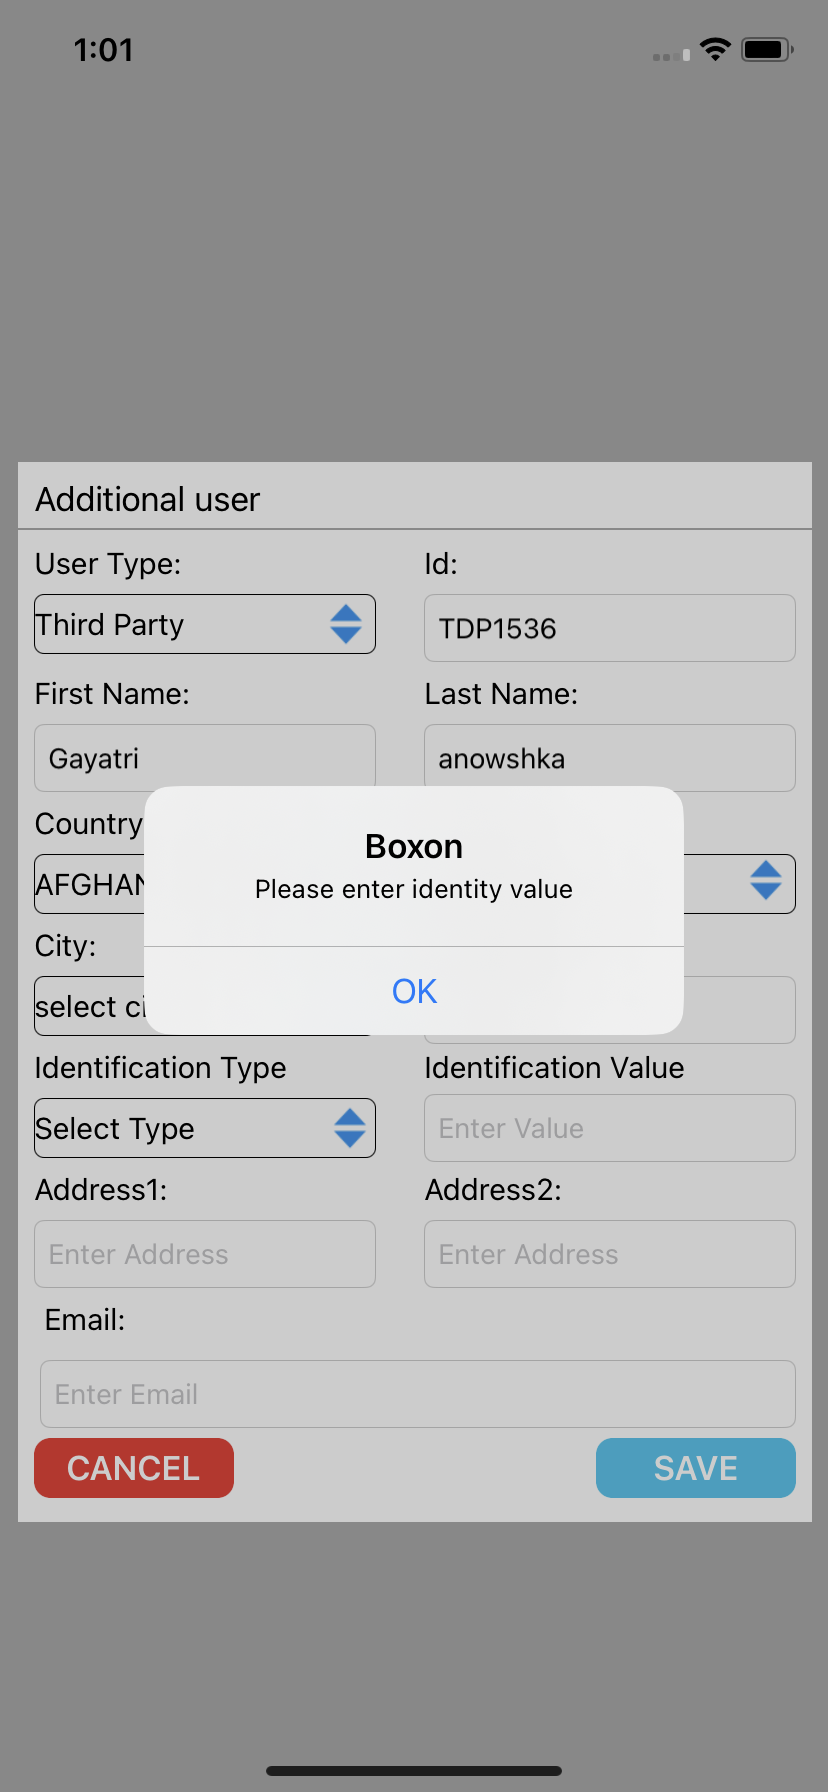 1:01
Additional user
User Type:
Id:
Third Party
TDP1536
First Name:
Last Name:
Gayatri
anowshka
Country
Boxon
Please enter identity value
OK
City:
select
Identification Type
Identification Value
Select Type
Enter Value
Address1:
Address2:
Enter Address
Enter Address
Email:
Enter Email
CANCEL
SAVE